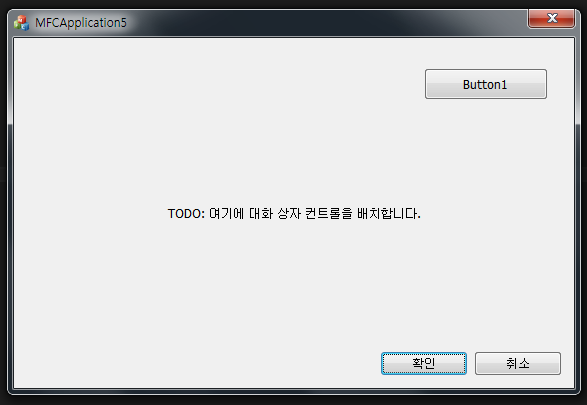 MFCApplication5
Button1
TODO: 여기에 대화 상자 컨트롤을 배치합니다.
확인
취소